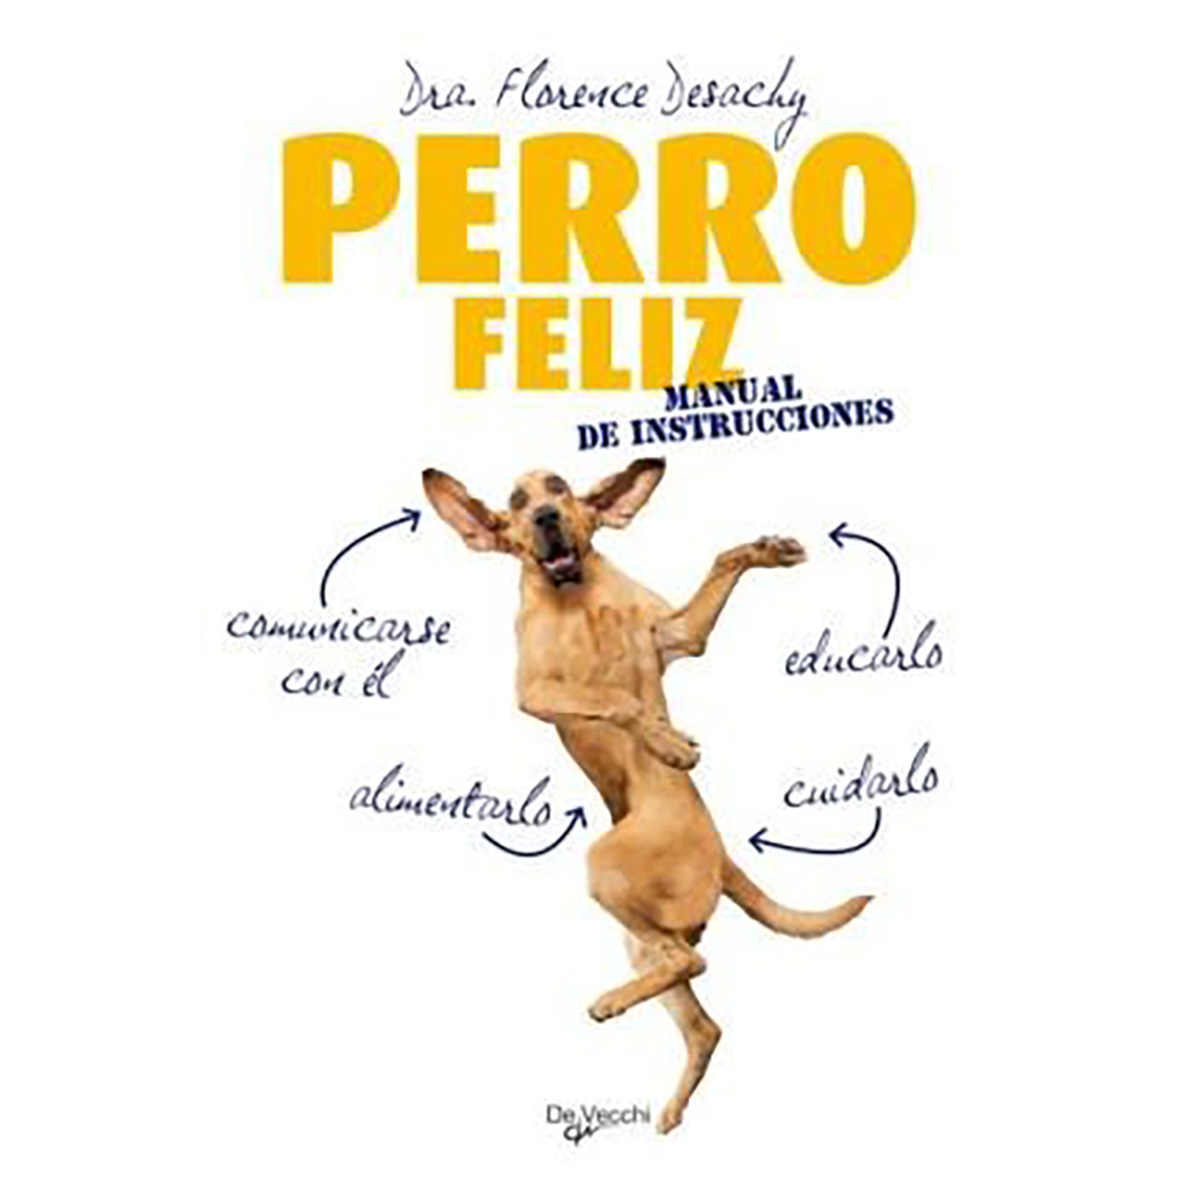 Dra. Florence Desachy
PERRO
FELIZ
MANUAL
DE INSTRUCCIONES
comunicarse
con él
educarlo
alimentarlo
cuidarlo
De Vecchi